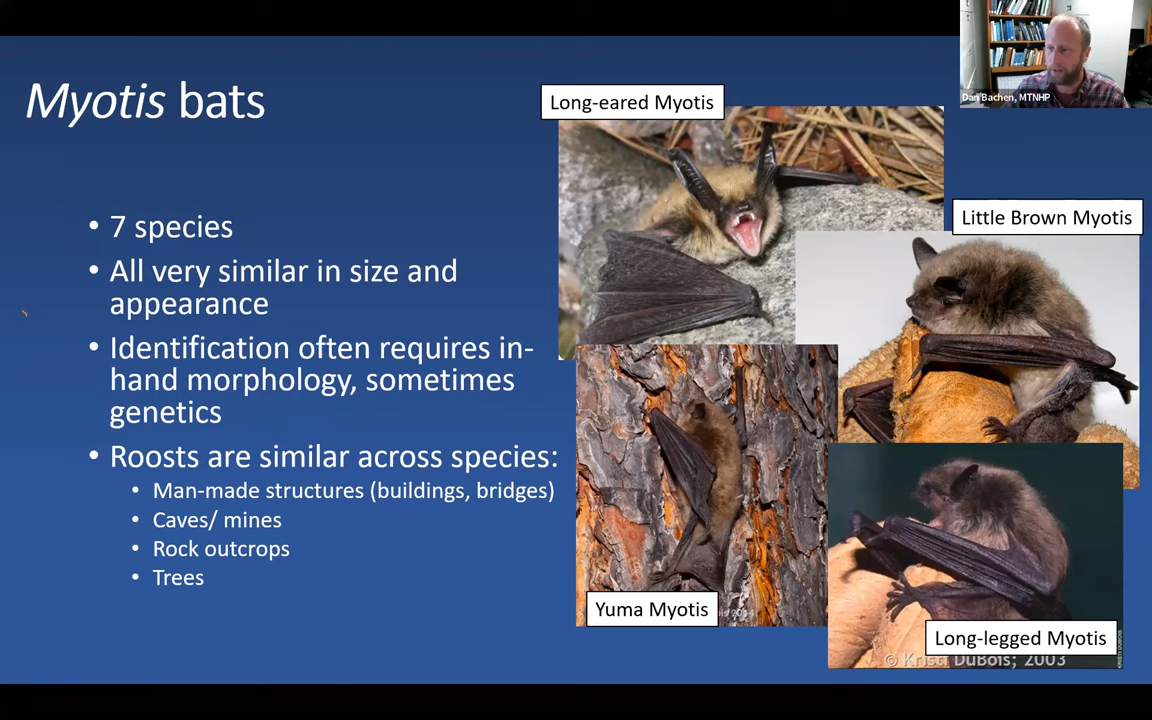 Dan Bachen, MTNHP
Myotis bats
Long-eared Myotis
Little Brown Myotis
• 7 species
• All very similar in size and
appearance
• Identification often requires in-
hand morphology, sometimes
genetics
• Roosts are similar across species:
• Man-made structures (buildings, bridges)
• Caves/ mines
• Rock outcrops
• Trees
Yuma Myotis
Long-legged Myotis
© Kristi DuBois; 2003
KRISTI DUBOIS